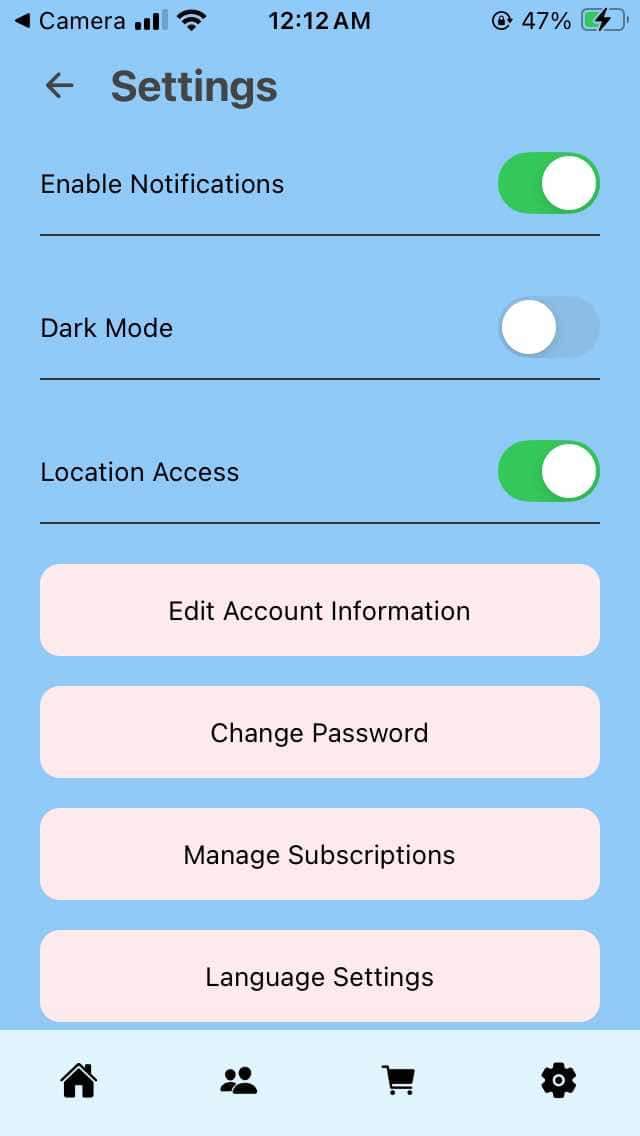 Camera 12:12 AM 47%
Settings
Enable Notifications
Dark Mode
Location Access
Edit Account Information
Change Password
Manage Subscriptions
Language Settings